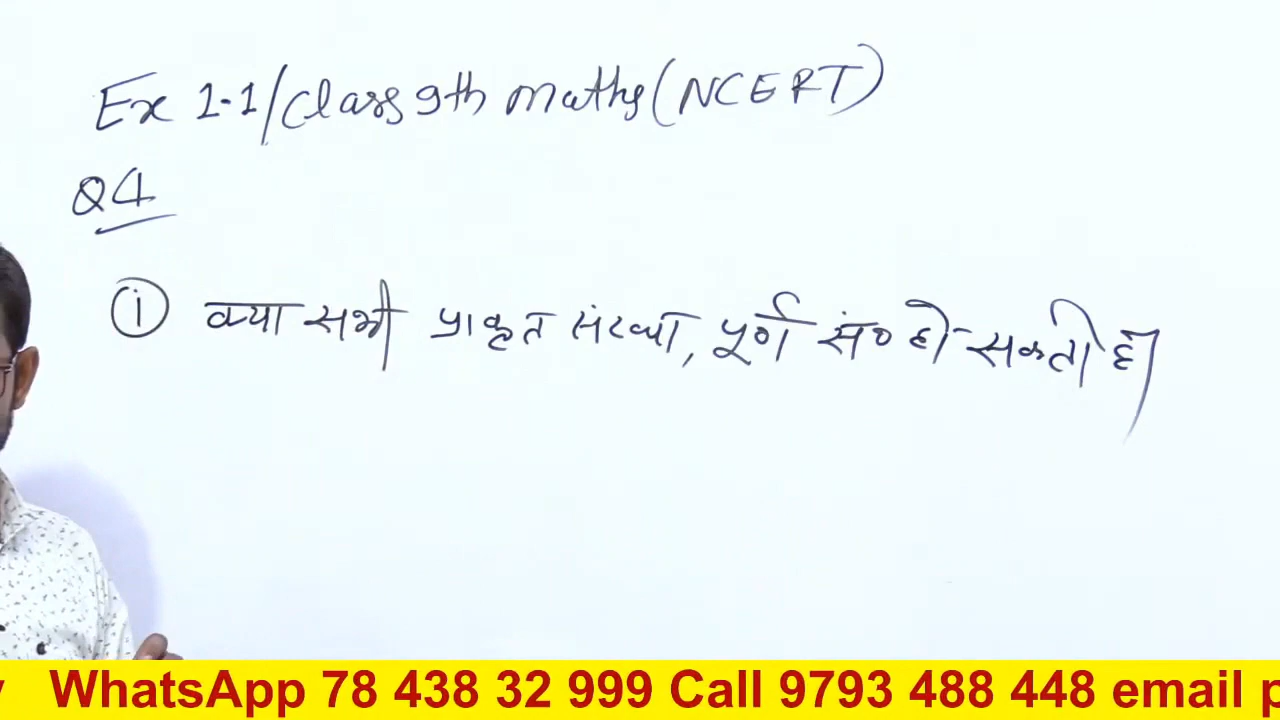 Ex 1.1/Class 9th maths (NCERT)
Q4
① क्या सभी प्राकृत संख्या, पूर्ण सं० हो सकती है
WhatsApp 78 438 32 999 Call 9793 488 448 email p